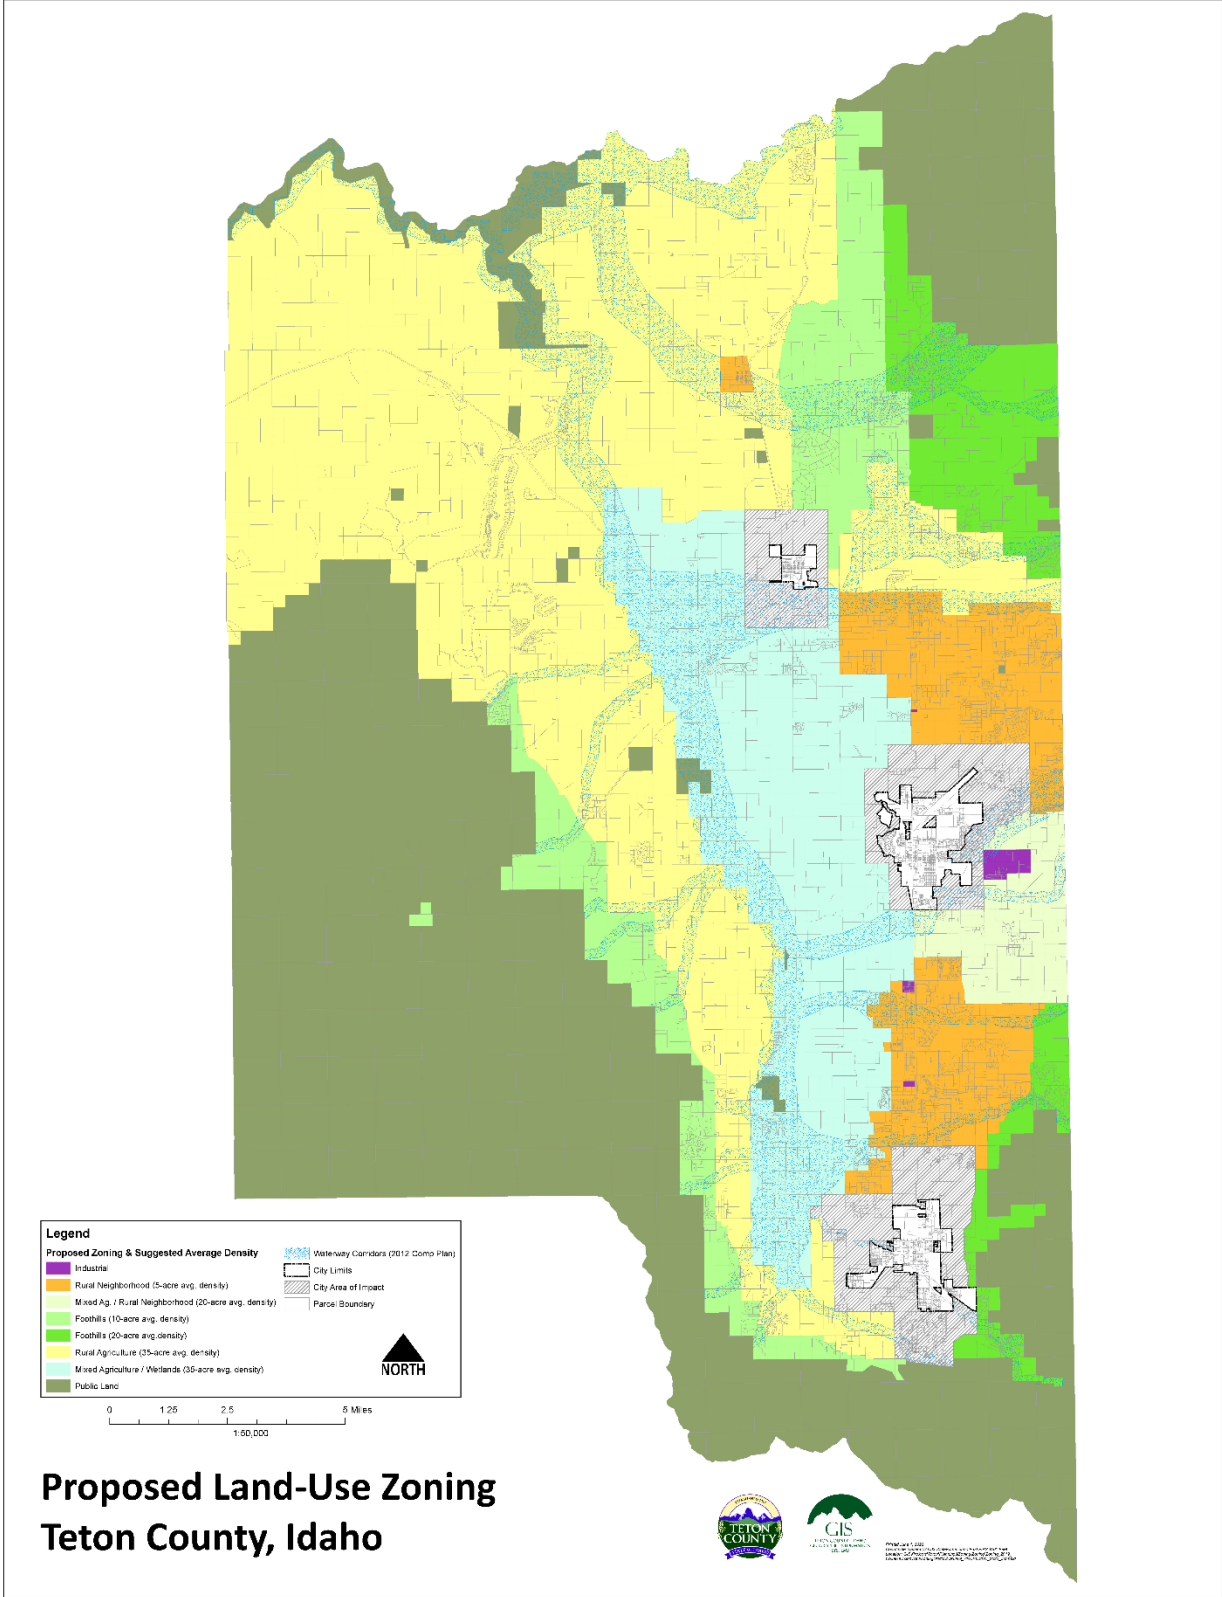 Legend
Proposed Zoning & Suggested Average Density
Industrial
Rural Neighborhood (5-acre avg. density)
Mixed Ag. / Rural Neighborhood (20-acre avg. density)
Foothills (10-acre avg. density)
Foothills (20-acre avg.density)
Rural Agriculture (35-acre avg. density)
Mixed Agriculture / Wetlands (35-acre avg. density)
Public Land
Waterway Corridors (2012 Comp Plan)
City Limits
City Area of Impact
Parcel Boundary
NORTH
0 1.25 2.5 5 Miles
1:50,000
Proposed Land-Use Zoning
Teton County, Idaho
TETON
COUNTY
GIS